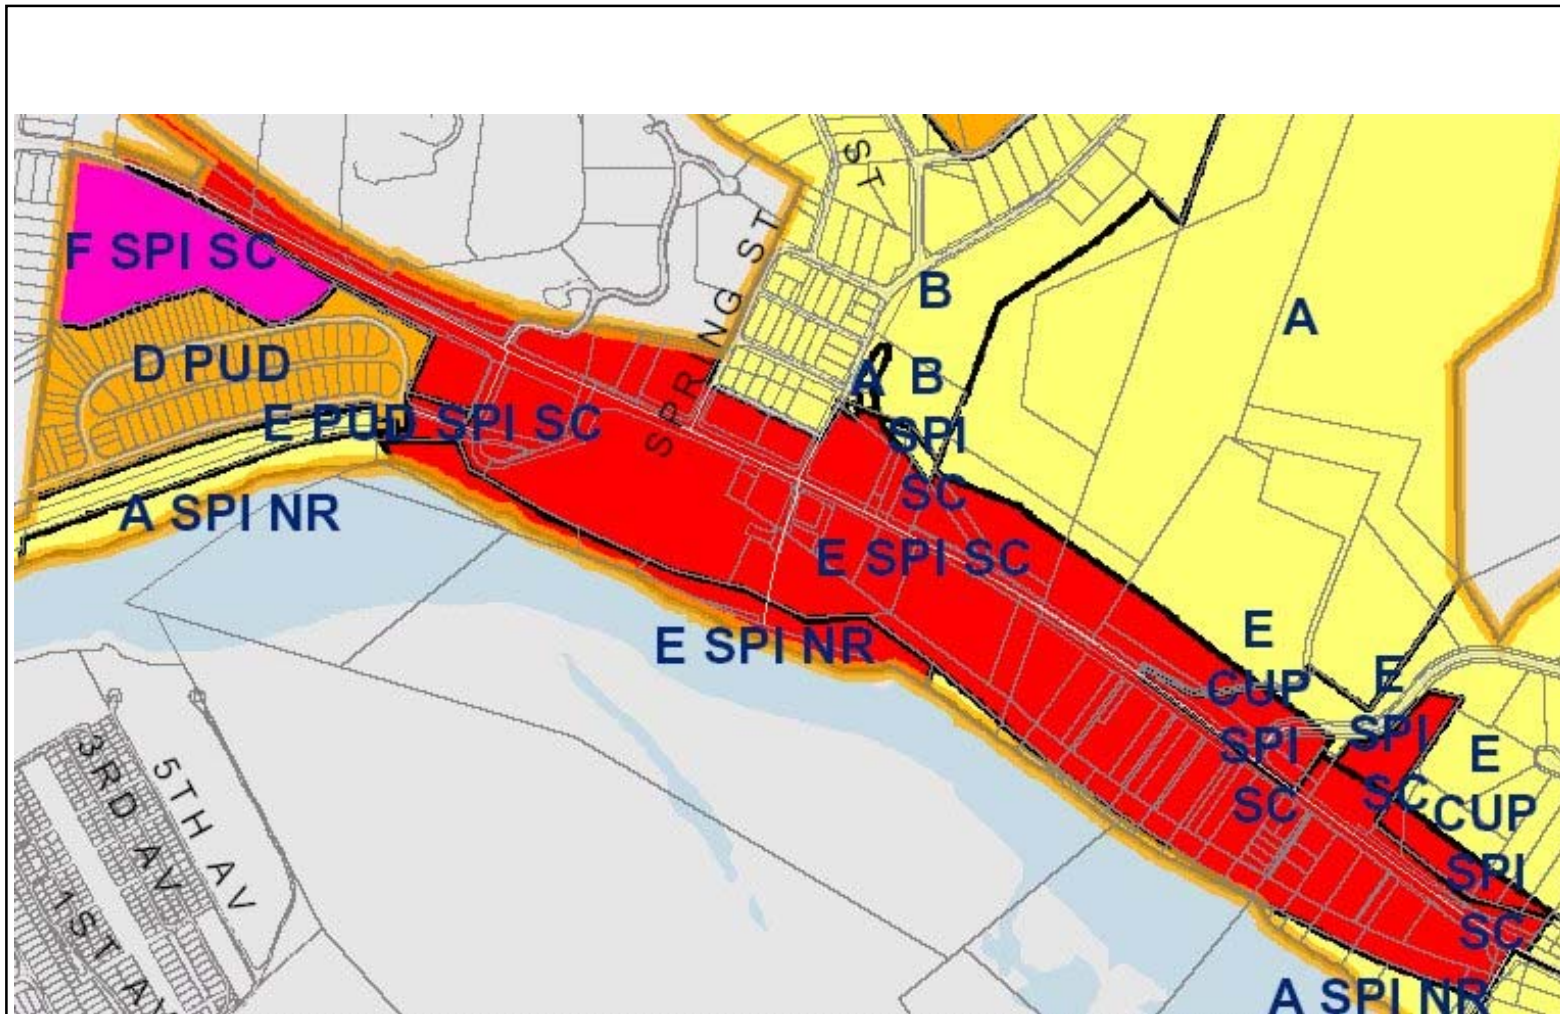 ST
F SPI SC
SPRING ST
B
A
D PUD
A
B
SPI
SC
E PUD SPI SC
A SPI NR
E SPI SC
E SPI NR
E
CUP
SPI
SC
E
SPI
SC
E
CUP
SPI
SC
5TH AV
3RD AV
1ST AV
A SPI NR